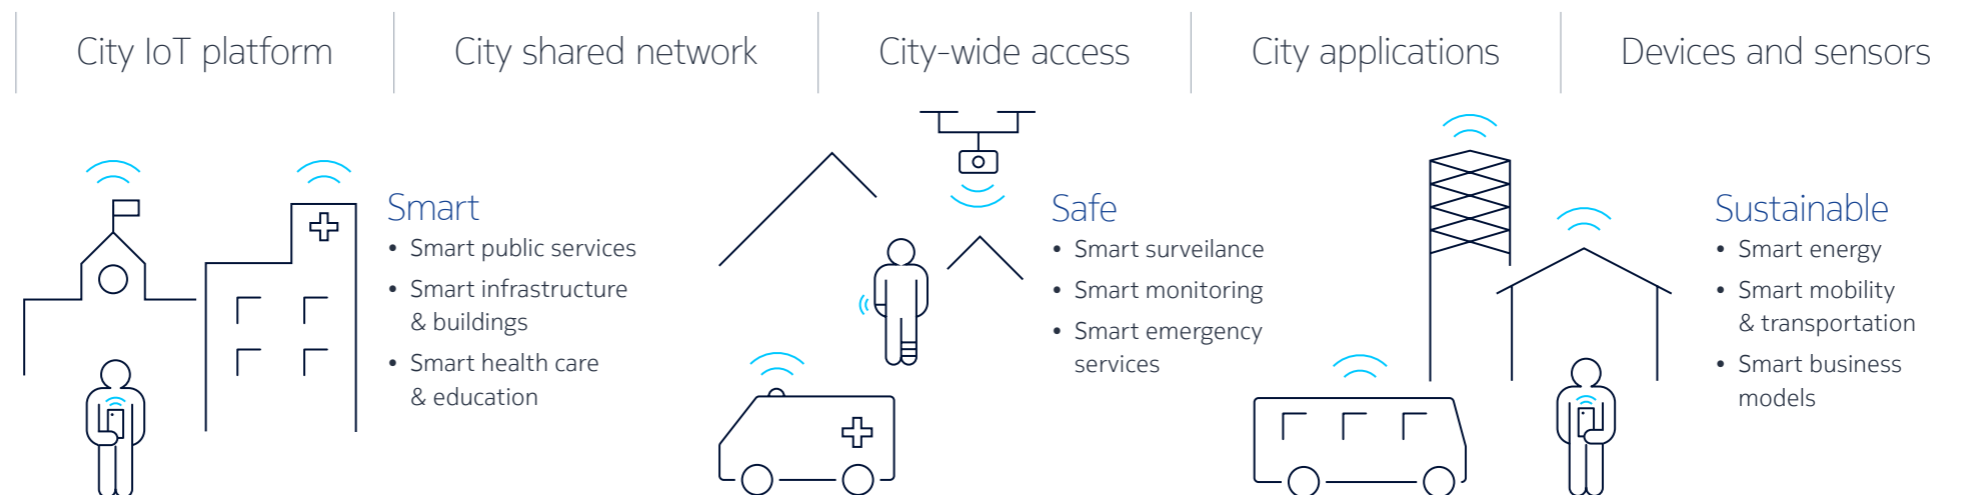 City IoT platform
City shared network
City-wide access
City applications
Devices and sensors
Smart
• Smart public services
• Smart infrastructure
& buildings
• Smart health care
& education
Safe
• Smart surveilance
• Smart monitoring
• Smart emergency
services
Sustainable
• Smart energy
• Smart mobility
& transportation
• Smart business
models